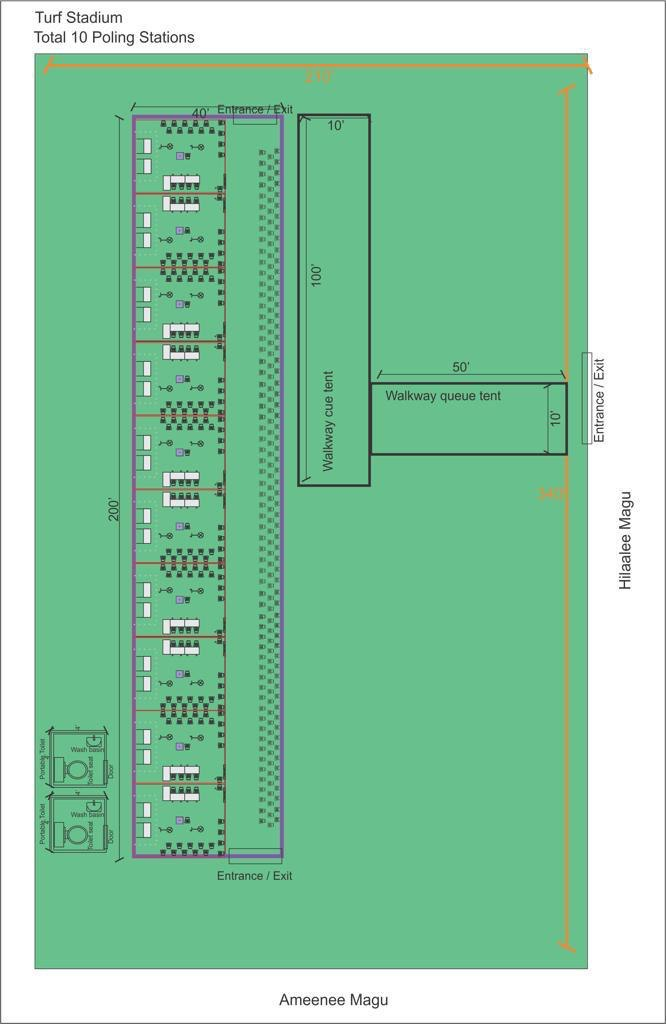 Turf Stadium
Total 10 Poling Stations
210'
40'
Entrance / Exit
10'
100'
Walkway cue tent
50'
Walkway queue tent
10'
Entrance / Exit
340'
Hilaalee Magu
200'
4'
Portable Toilet
Wash basin
Toilet seat
Door
4'
Portable Toilet
Wash basin
Toilet seat
Door
Entrance / Exit
Ameenee Magu